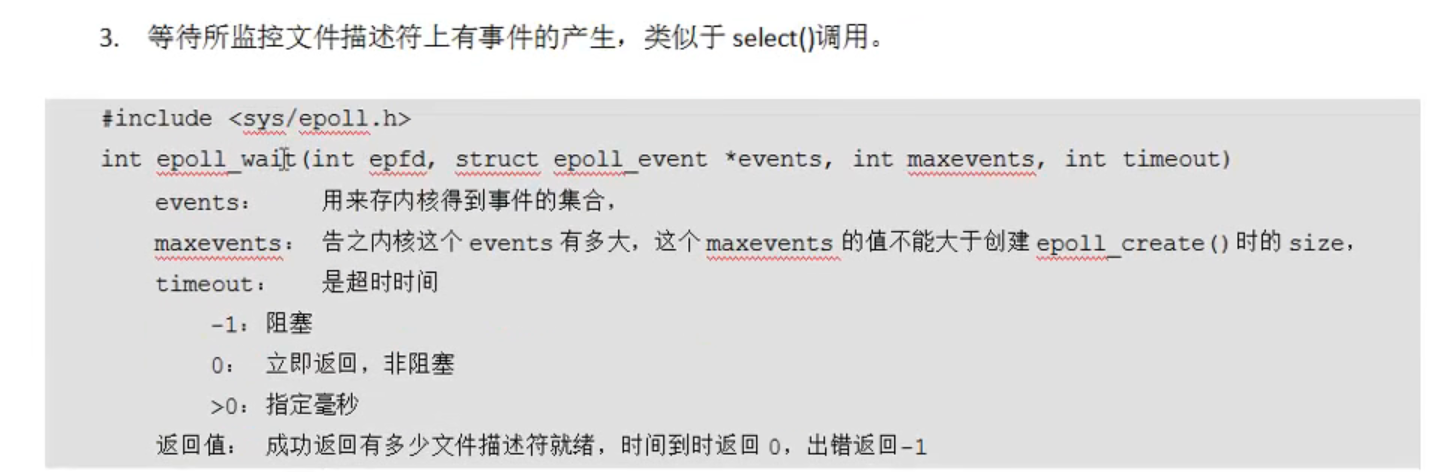 3. 等待所监控文件描述符上有事件的产生，类似于 select()调用。
#include <sys/epoll.h>
int epoll_wait(int epfd, struct epoll_event *events, int maxevents, int timeout)
events： 用来存内核得到事件的集合，
maxevents： 告之内核这个 events 有多大，这个 maxevents 的值不能大于创建 epoll_create()时的 size，
timeout： 是超时时间
-1：阻塞
0： 立即返回，非阻塞
>0：指定毫秒
返回值： 成功返回有多少文件描述符就绪，时间到时返回 0，出错返回-1